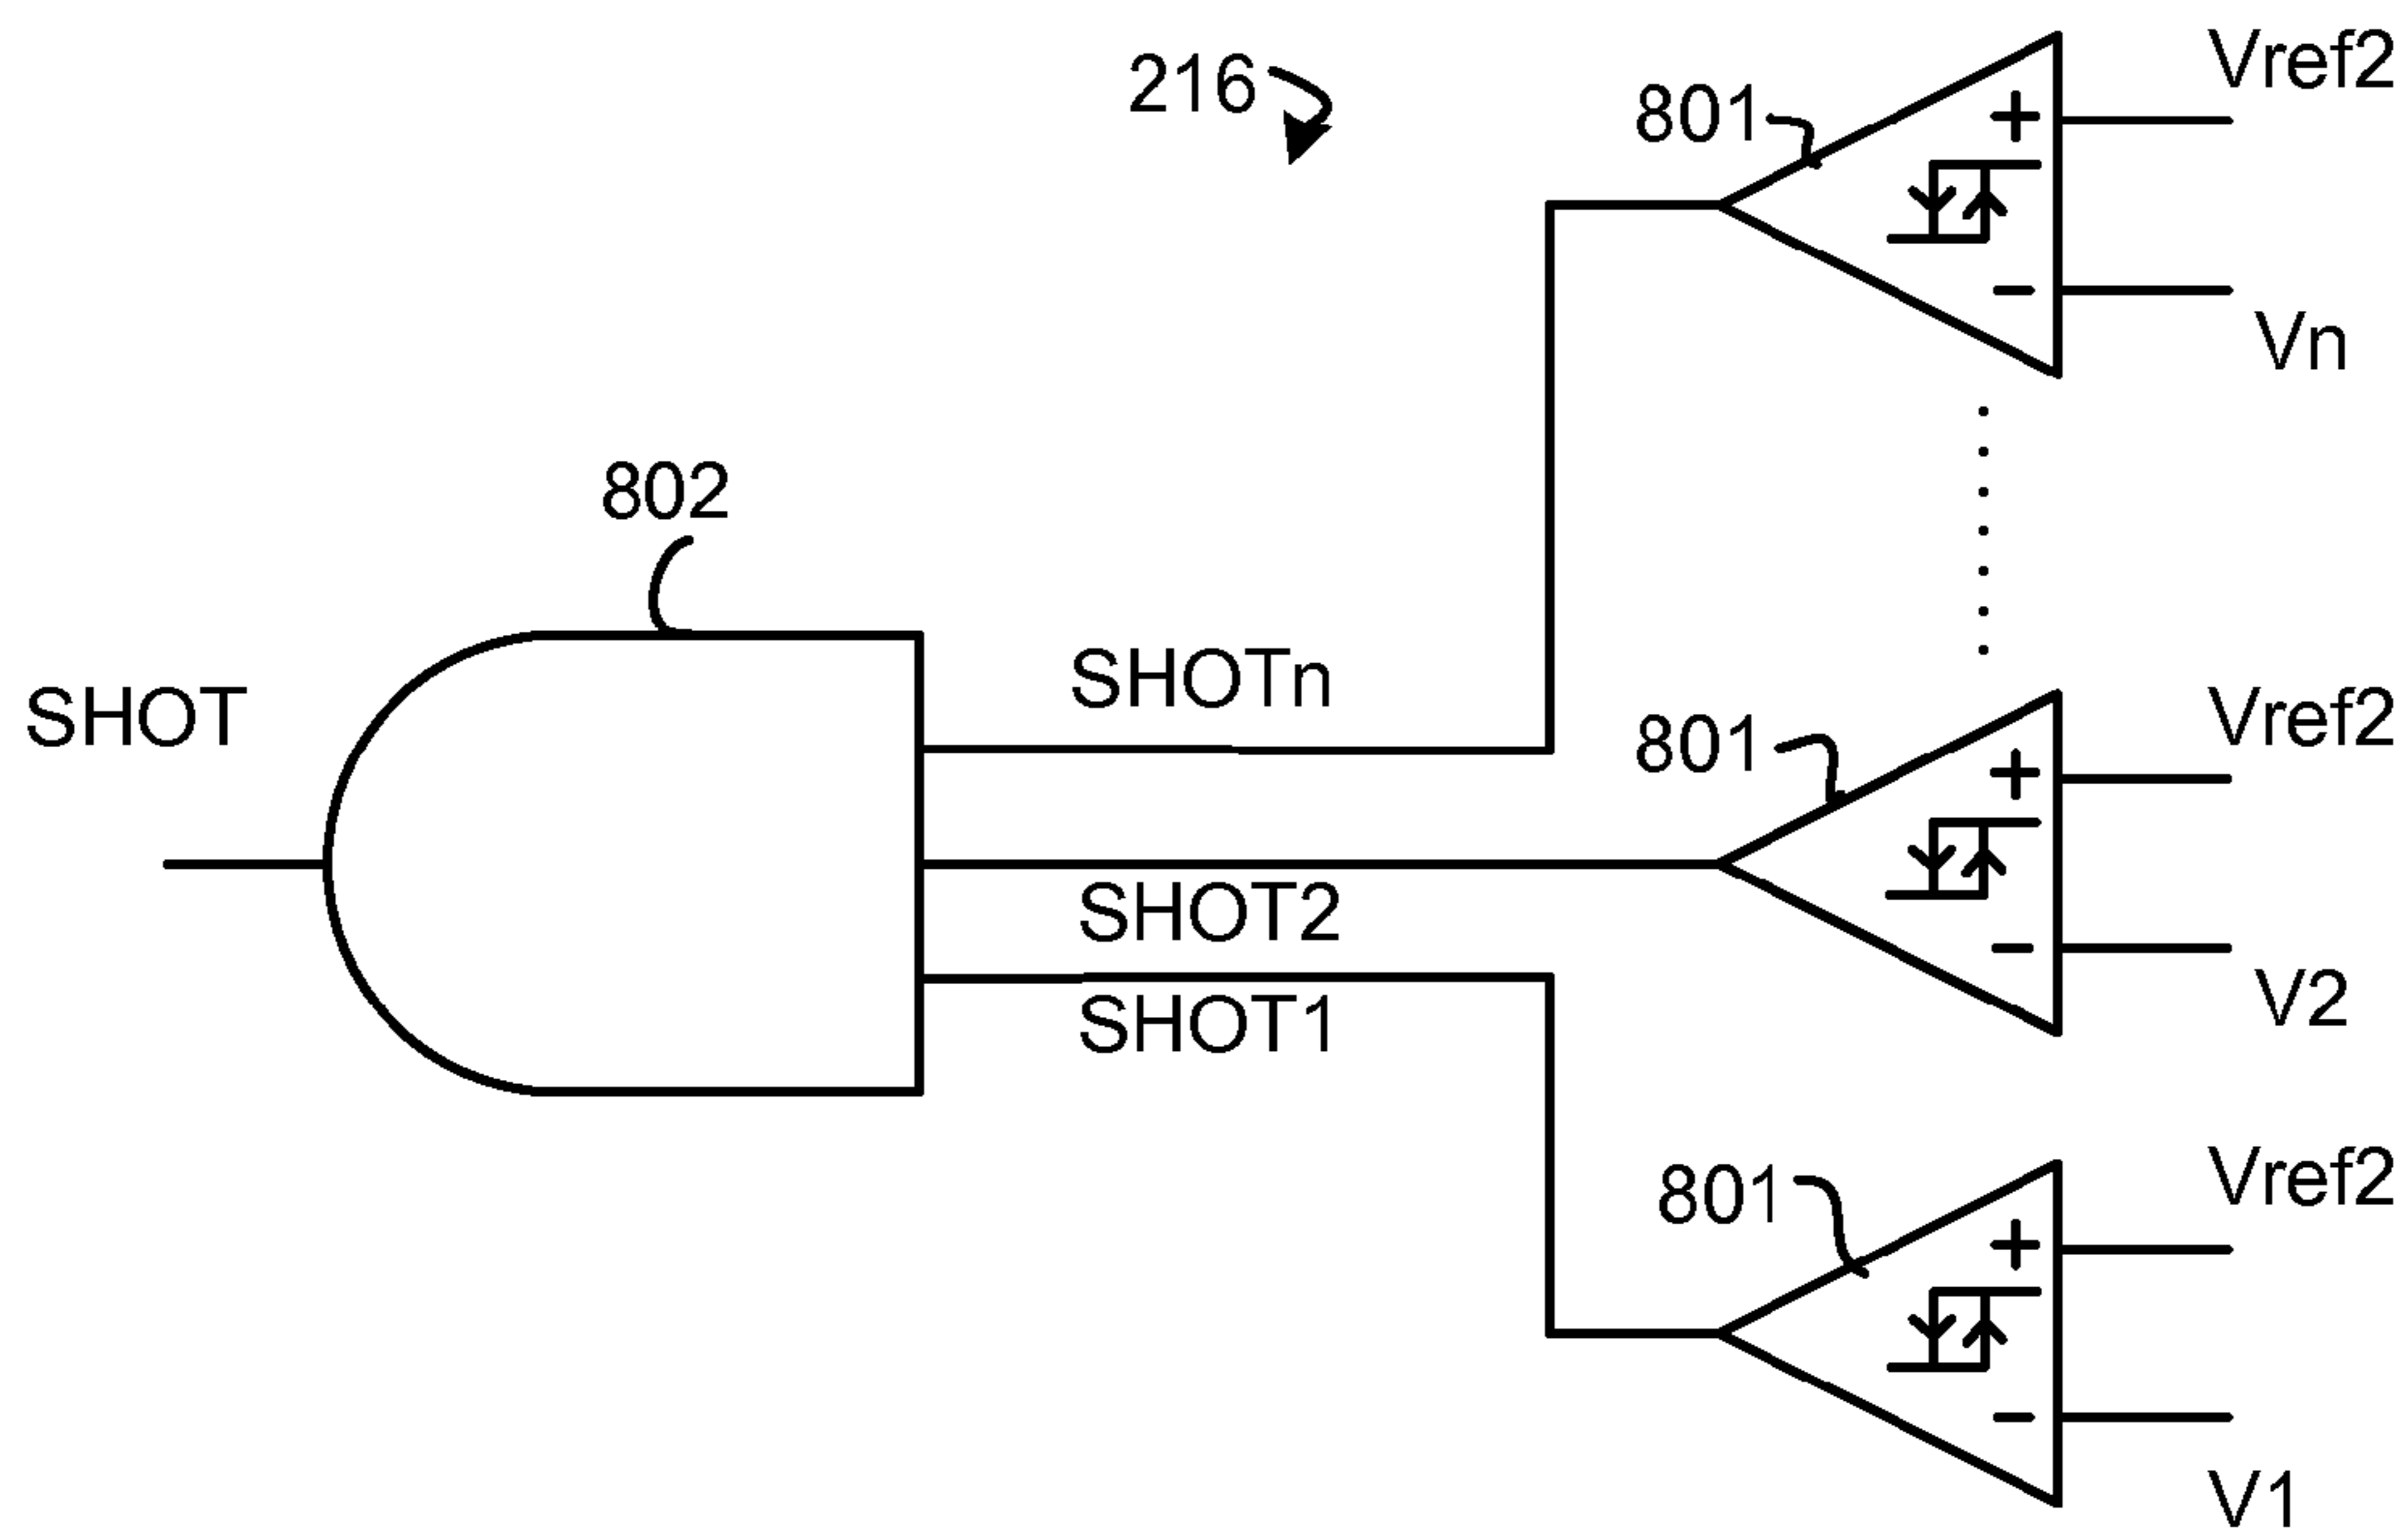 Vref2
216
801
+
−
Vn
802
SHOTn
SHOT
Vref2
801
+
−
SHOT2
V2
SHOT1
Vref2
801
+
−
V1